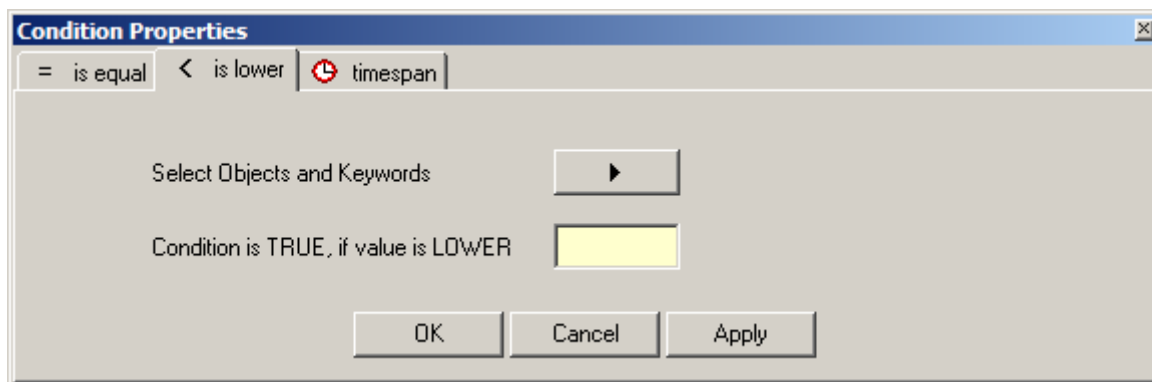 Condition Properties
= is equal < is lower timespan
Select Objects and Keywords
Condition is TRUE, if value is LOWER
OK Cancel Apply